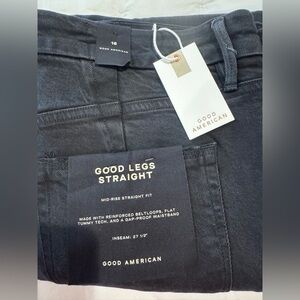 18
GOOD AMERICAN
GOOD
AMERICAN
GOOD LEGS
STRAIGHT
MID-RISE STRAIGHT FIT
MADE WITH REINFORCED BELTLOOPS, FLAT
TUMMY TECH, AND A GAP-PROOF WAISTBAND
INSEAM: 27 1/2"
GOOD AMERICAN